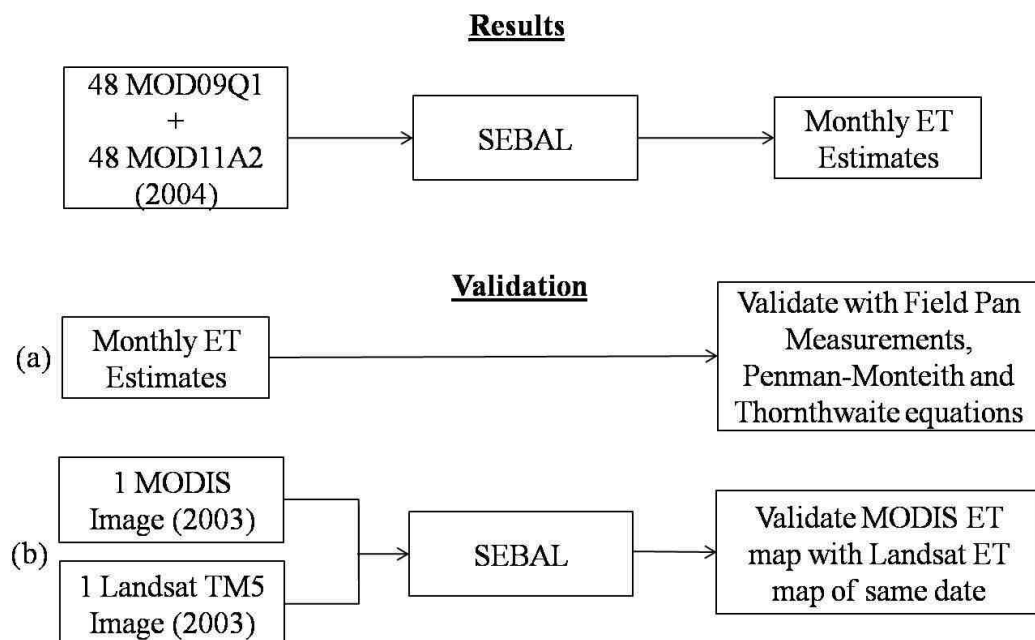 Results
48 MOD09Q1
+
48 MOD11A2
(2004)
SEBAL
Monthly ET
Estimates
Validation
(a)
Monthly ET
Estimates
Validate with Field Pan
Measurements,
Penman-Monteith and
Thornthwaite equations
(b)
1 MODIS
Image (2003)
1 Landsat TM5
Image (2003)
SEBAL
Validate MODIS ET
map with Landsat ET
map of same date